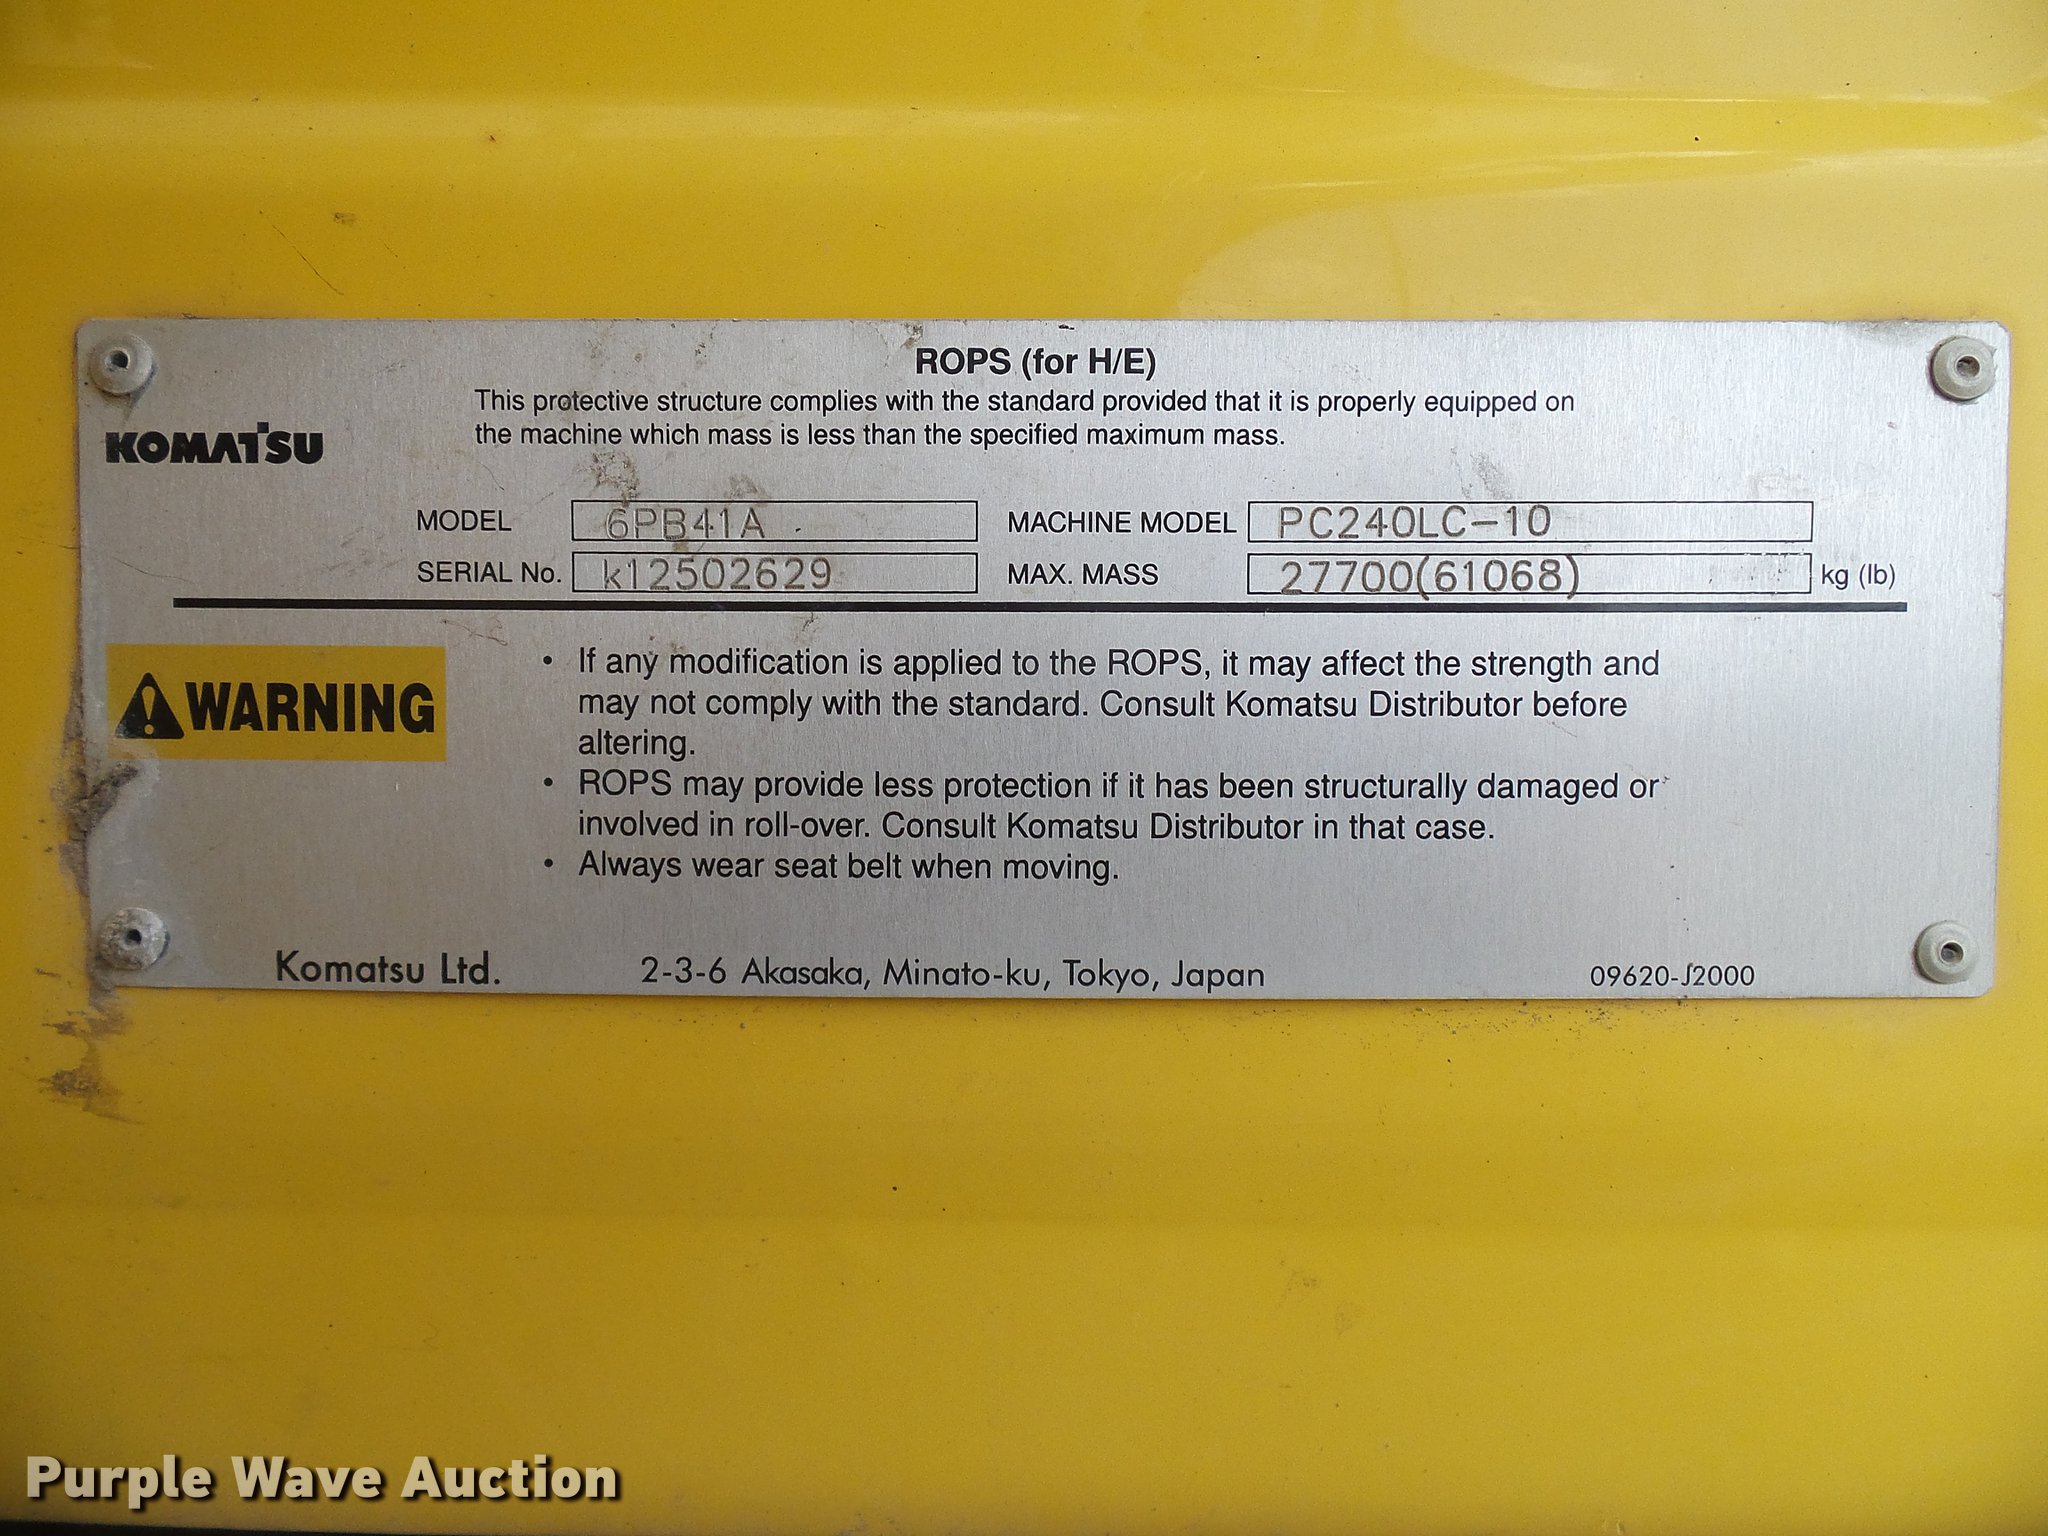 ROPS (for H/E)
This protective structure complies with the standard provided that it is properly equipped on
the machine which mass is less than the specified maximum mass.
KOMATSU
MODEL 6PB41A MACHINE MODEL PC240LC-10
SERIAL No. k12502629 MAX. MASS 27700(61068) kg (lb)
WARNING
• If any modification is applied to the ROPS, it may affect the strength and
may not comply with the standard. Consult Komatsu Distributor before
altering.
• ROPS may provide less protection if it has been structurally damaged or
involved in roll-over. Consult Komatsu Distributor in that case.
• Always wear seat belt when moving.
Komatsu Ltd. 2-3-6 Akasaka, Minato-ku, Tokyo, Japan 09620-J2000
Purple Wave Auction